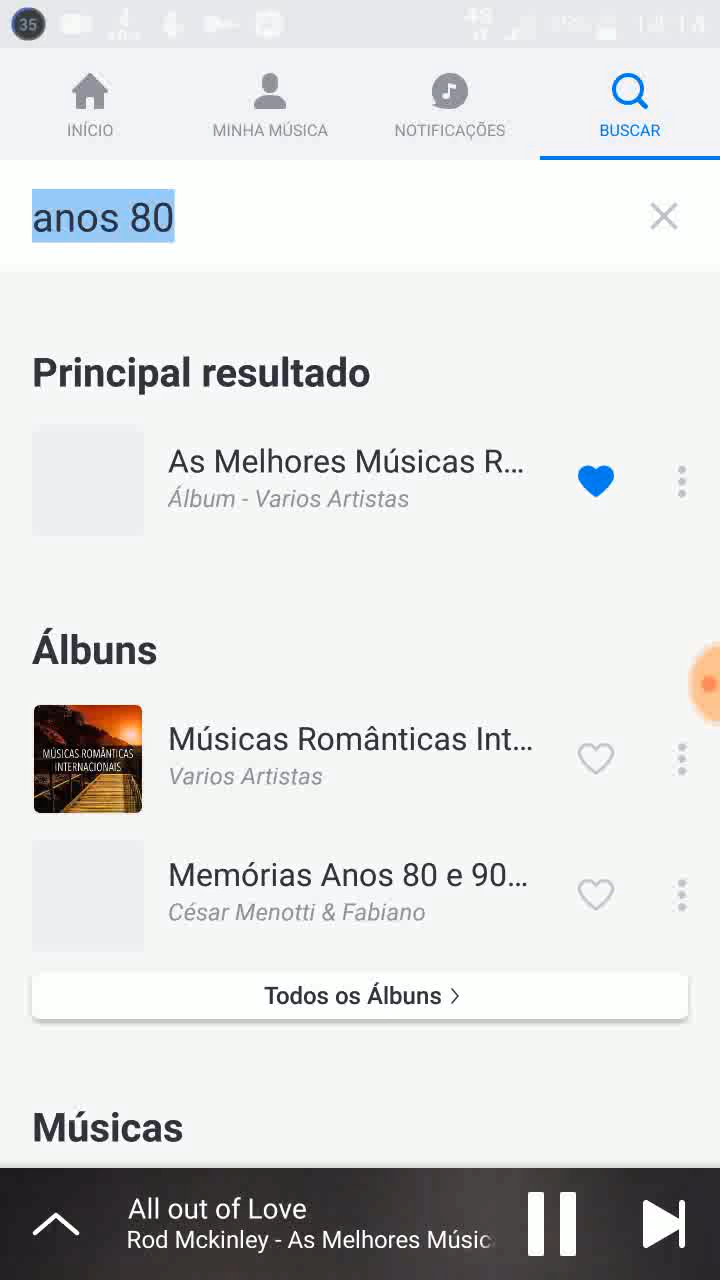 35
INÍCIO
MINHA MÚSICA
NOTIFICAÇÕES
BUSCAR
anos 80
Principal resultado
As Melhores Músicas R...
Álbum - Varios Artistas
Álbuns
MÚSICAS ROMÂNTICAS
INTERNACIONAIS
Músicas Românticas Int...
Varios Artistas
Memórias Anos 80 e 90...
César Menotti & Fabiano
Todos os Álbuns >
Músicas
All out of Love
Rod Mckinley - As Melhores Músic